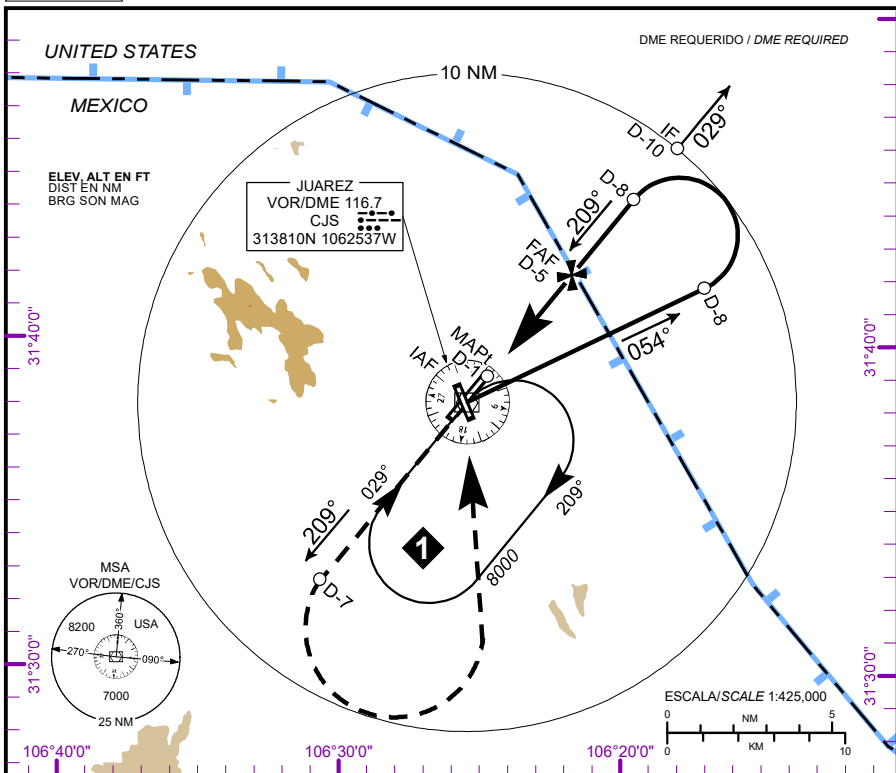 UNITED STATES
MEXICO
DME REQUERIDO / DME REQUIRED
10 NM
IF
D-10
029°
ELEV, ALT EN FT
DIST EN NM
BRG SON MAG
JUAREZ
VOR/DME 116.7
CJS
313810N 1062537W
D-8
209°
FAF
D-5
D-8
054°
MAPt
D-1
IAF
27
9
18
31°40'0"
31°40'0"
029°
209°
209°
1
8000
D-7
MSA
VOR/DME/CJS
8200
360°
USA
270°
090°
7000
25 NM
31°30'0"
31°30'0"
ESCALA/SCALE 1:425,000
0 NM 5
0 KM 10
106°40'0"
106°30'0"
106°20'0"